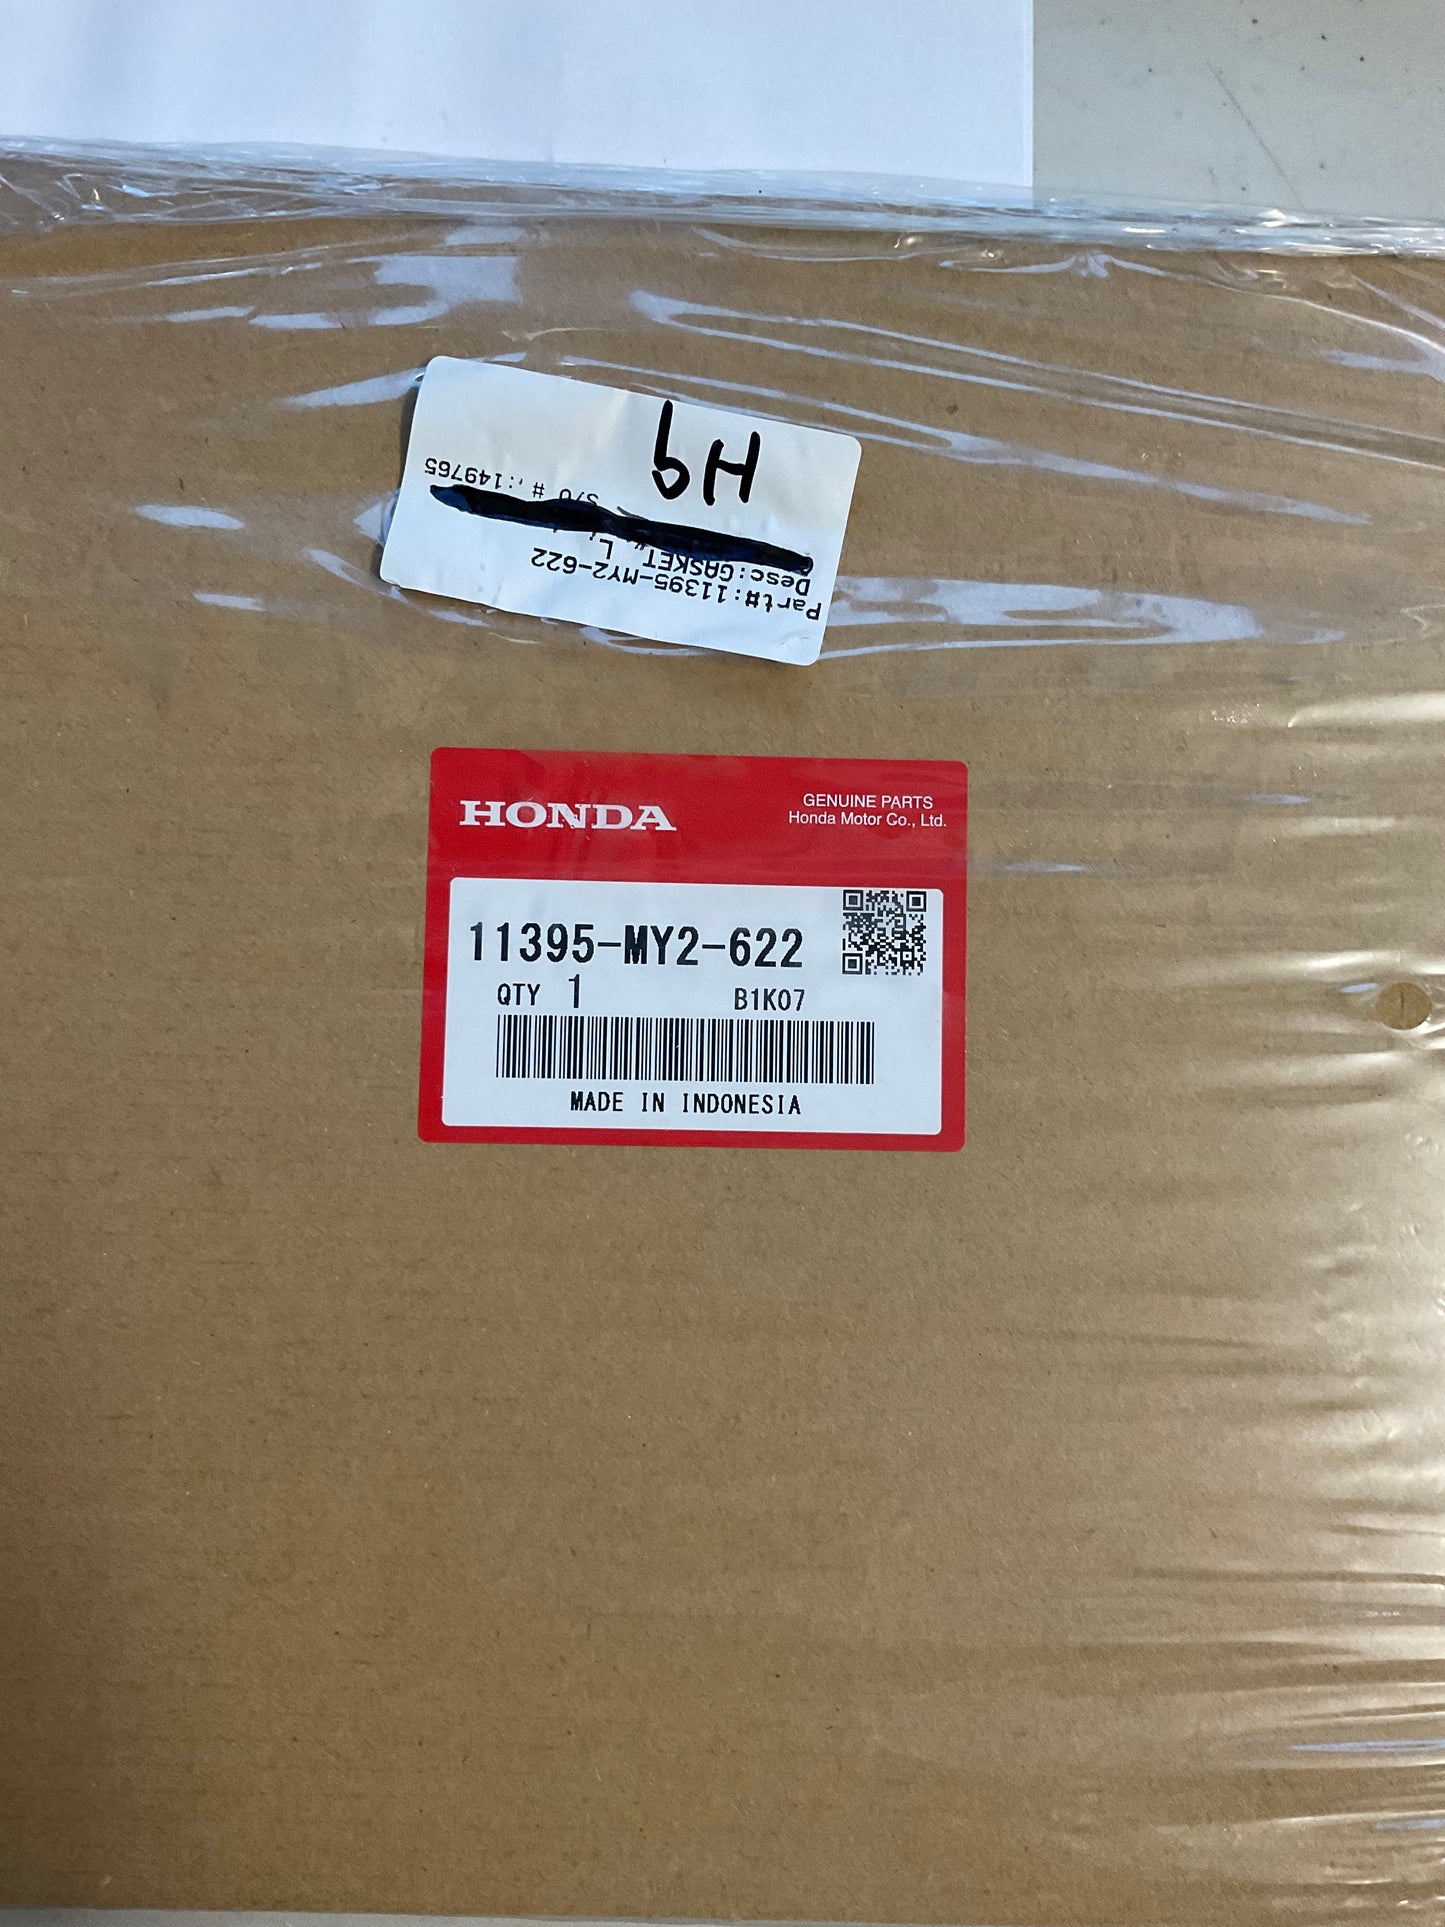 H9
Part#:11395-MY2-622
Desc:GASKET,
S/O #.:149765
HONDA
GENUINE PARTS
Honda Motor Co., Ltd.
11395-MY2-622
QTY 1 B1K07
MADE IN INDONESIA